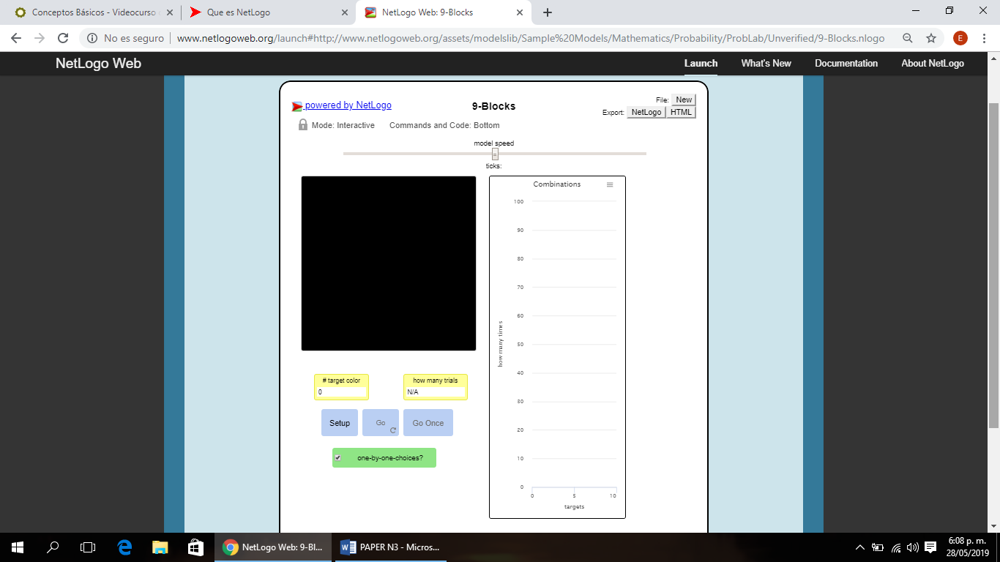 Conceptos Básicos - Videocurso
Que es NetLogo
NetLogo Web: 9-Blocks
No es seguro
www.netlogoweb.org/launch#http://www.netlogoweb.org/assets/modelslib/Sample%20Models/Mathematics/Probability/ProbLab/Unverified/9-Blocks.nlogo
E
NetLogo Web
Launch
What's New
Documentation
About NetLogo
powered by NetLogo
9-Blocks
File: New
Export: NetLogo HTML
Mode: Interactive
Commands and Code: Bottom
model speed
=
ticks:
Combinations
100
90
80
70
60
50
40
30
20
10
0
how many times
0 5 10
targets
# target color
0
how many trials
N/A
Setup
Go
Go Once
one-by-one-choices?
NetLogo Web: 9-Bl...
PAPER N3 - Micros...
6:08 p. m.
28/05/2019